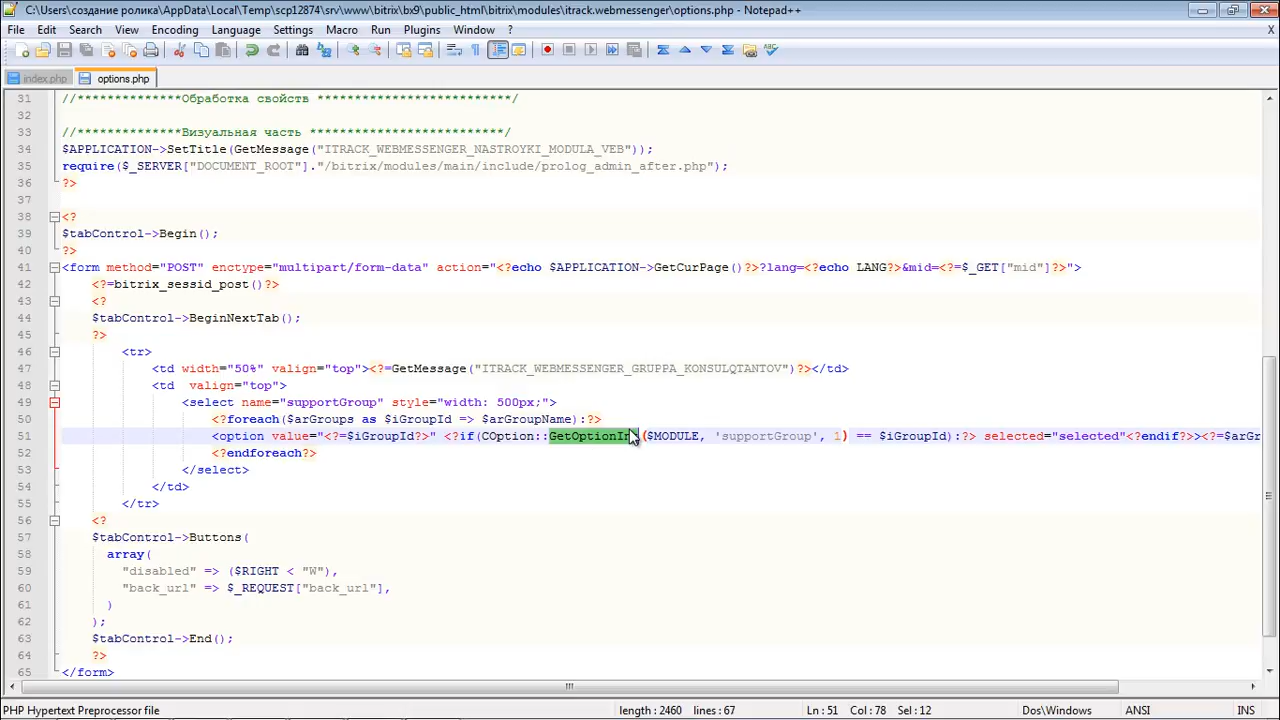 C:\Users\создание ролика\AppData\Local\Temp\scp12874\srv\www\bitrix\bx9\public_html\bitrix\modules\itrack.webmessenger\options.php - Notepad++
File Edit Search View Encoding Language Settings Macro Run Plugins Window ? X
index.php options.php
31 //**************Обработка свойств **************************/
32
33 //**************Визуальная часть **************************/
34 $APPLICATION->SetTitle(GetMessage("ITRACK_WEBMESSENGER_NASTROYKI_MODULA_VEB"));
35 require($_SERVER["DOCUMENT_ROOT"]."/bitrix/modules/main/include/prolog_admin_after.php");
36 ?>
37
38 <?
39 $tabControl->Begin();
40 ?>
41 <form method="POST" enctype="multipart/form-data" action="<?echo $APPLICATION->GetCurPage()?>?lang=<?echo LANG?>&mid=<?=$_GET["mid"]?>">
42 <?=bitrix_sessid_post()?>
43 <?
44 $tabControl->BeginNextTab();
45 ?>
46 <tr>
47 <td width="50%" valign="top"><?=GetMessage("ITRACK_WEBMESSENGER_GRUPPA_KONSULQTANTOV")?></td>
48 <td valign="top">
49 <select name="supportGroup" style="width: 500px;">
50 <?foreach($arGroups as $iGroupId => $arGroupName):?>
51 <option value="<?=$iGroupId?>" <?if(COption::GetOptionIn ($MODULE, 'supportGroup', 1) == $iGroupId):?> selected="selected"<?endif?>><?=$arGr
52 <?endforeach?>
53 </select>
54 </td>
55 </tr>
56 <?
57 $tabControl->Buttons(
58 array(
59 "disabled" => ($RIGHT < "W"),
60 "back_url" => $_REQUEST["back_url"],
61 )
62 );
63 $tabControl->End();
64 ?>
65 </form>
PHP Hypertext Preprocessor file length : 2460 lines : 67 Ln : 51 Col : 78 Sel : 12 Dos\Windows ANSI INS